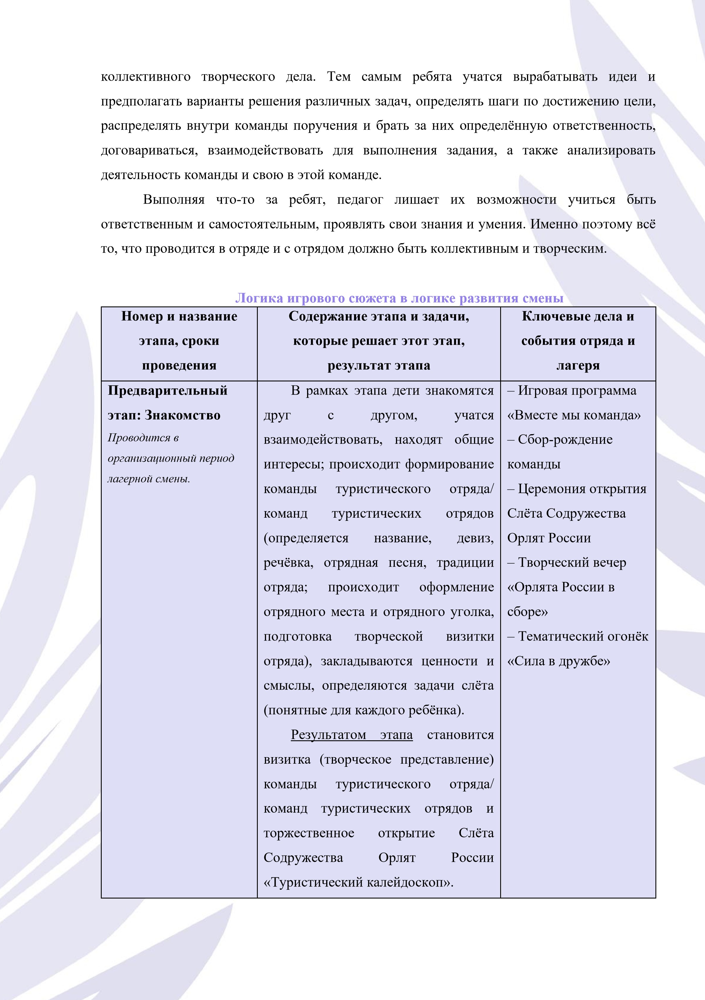 коллективного творческого дела. Тем самым ребята учатся вырабатывать идеи и
предполагать варианты решения различных задач, определять шаги по достижению цели,
распределять внутри команды поручения и брать за них определённую ответственность,
договариваться, взаимодействовать для выполнения задания, а также анализировать
деятельность команды и свою в этой команде.
Выполняя что-то за ребят, педагог лишает их возможности учиться быть
ответственным и самостоятельным, проявлять свои знания и умения. Именно поэтому всё
то, что проводится в отряде и с отрядом должно быть коллективным и творческим.
Логика игрового сюжета в логике развития смены
Номер и название
этапа, сроки
проведения
Содержание этапа и задачи,
которые решает этот этап,
результат этапа
Ключевые дела и
события отряда и
лагеря
Предварительный
этап: Знакомство
Проводится в
организационный период
лагерной смены.
В рамках этапа дети знакомятся
друг с другом, учатся
взаимодействовать, находят общие
интересы; происходит формирование
команды туристического отряда/
команд туристических отрядов
(определяется название, девиз,
речёвка, отрядная песня, традиции
отряда; происходит оформление
отрядного места и отрядного уголка,
подготовка творческой визитки
отряда), закладываются ценности и
смыслы, определяются задачи слёта
(понятные для каждого ребёнка).
Результатом этапа становится
визитка (творческое представление)
команды туристического отряда/
команд туристических отрядов и
торжественное открытие Слёта
Содружества Орлят России
«Туристический калейдоскоп».
– Игровая программа
«Вместе мы команда»
– Сбор-рождение
команды
– Церемония открытия
Слёта Содружества
Орлят России
– Творческий вечер
«Орлята России в
сборе»
– Тематический огонёк
«Сила в дружбе»